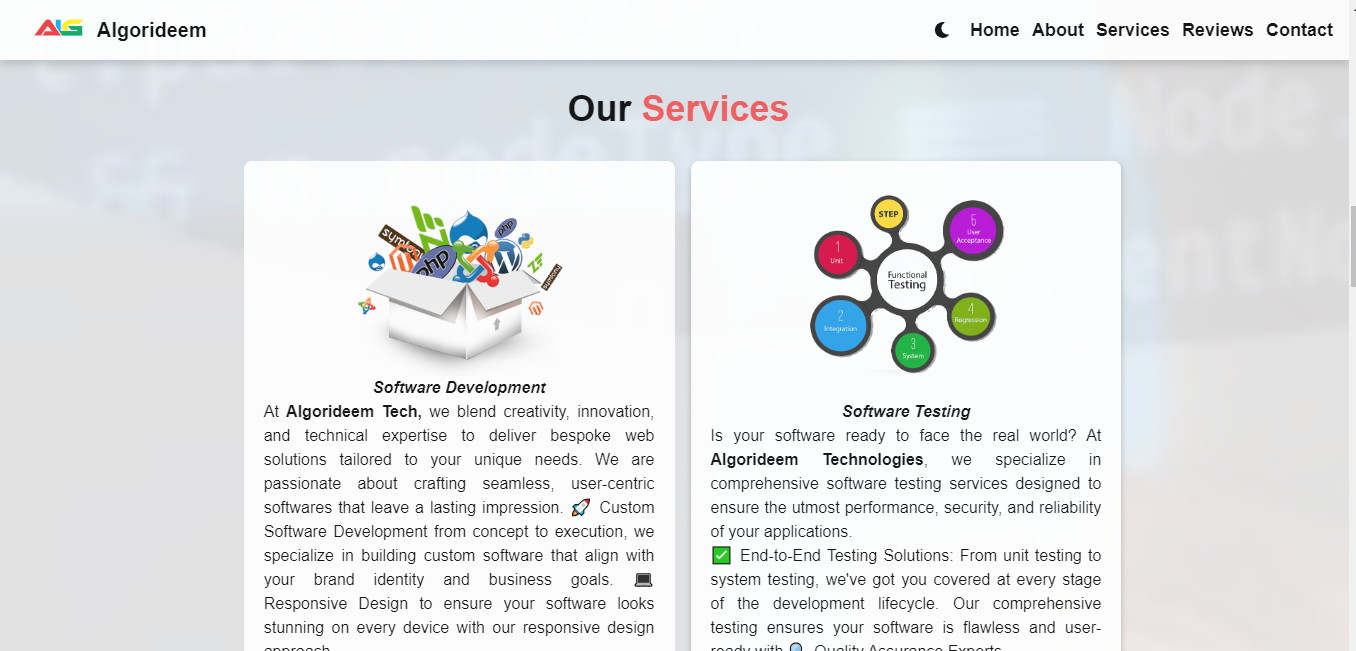 ALG Algorideem
Home About Services Reviews Contact
Our Services
symfony
php
php
symfony
Software Development
At Algorideem Tech, we blend creativity, innovation,
and technical expertise to deliver bespoke web
solutions tailored to your unique needs. We are
passionate about crafting seamless, user-centric
softwares that leave a lasting impression. 🚀 Custom
Software Development from concept to execution, we
specialize in building custom software that align with
your brand identity and business goals. 💻
Responsive Design to ensure your software looks
stunning on every device with our responsive design
approach.
STEP
5
User
Acceptance
1
Unit
Functional
Testing
2
Integration
4
Regression
3
System
Software Testing
Is your software ready to face the real world? At
Algorideem Technologies, we specialize in
comprehensive software testing services designed to
ensure the utmost performance, security, and reliability
of your applications.
✅ End-to-End Testing Solutions: From unit testing to
system testing, we've got you covered at every stage
of the development lifecycle. Our comprehensive
testing ensures your software is flawless and user-
ready with 🔍 Quality Assurance Experts